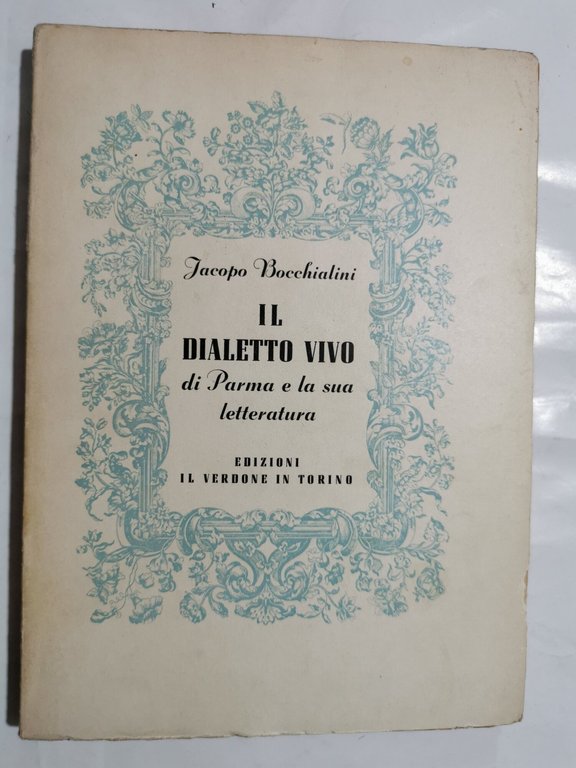 Jacopo Bocchialini
IL
DIALETTO VIVO
di Parma e la sua
letteratura
EDIZIONI
IL VERDONE IN TORINO